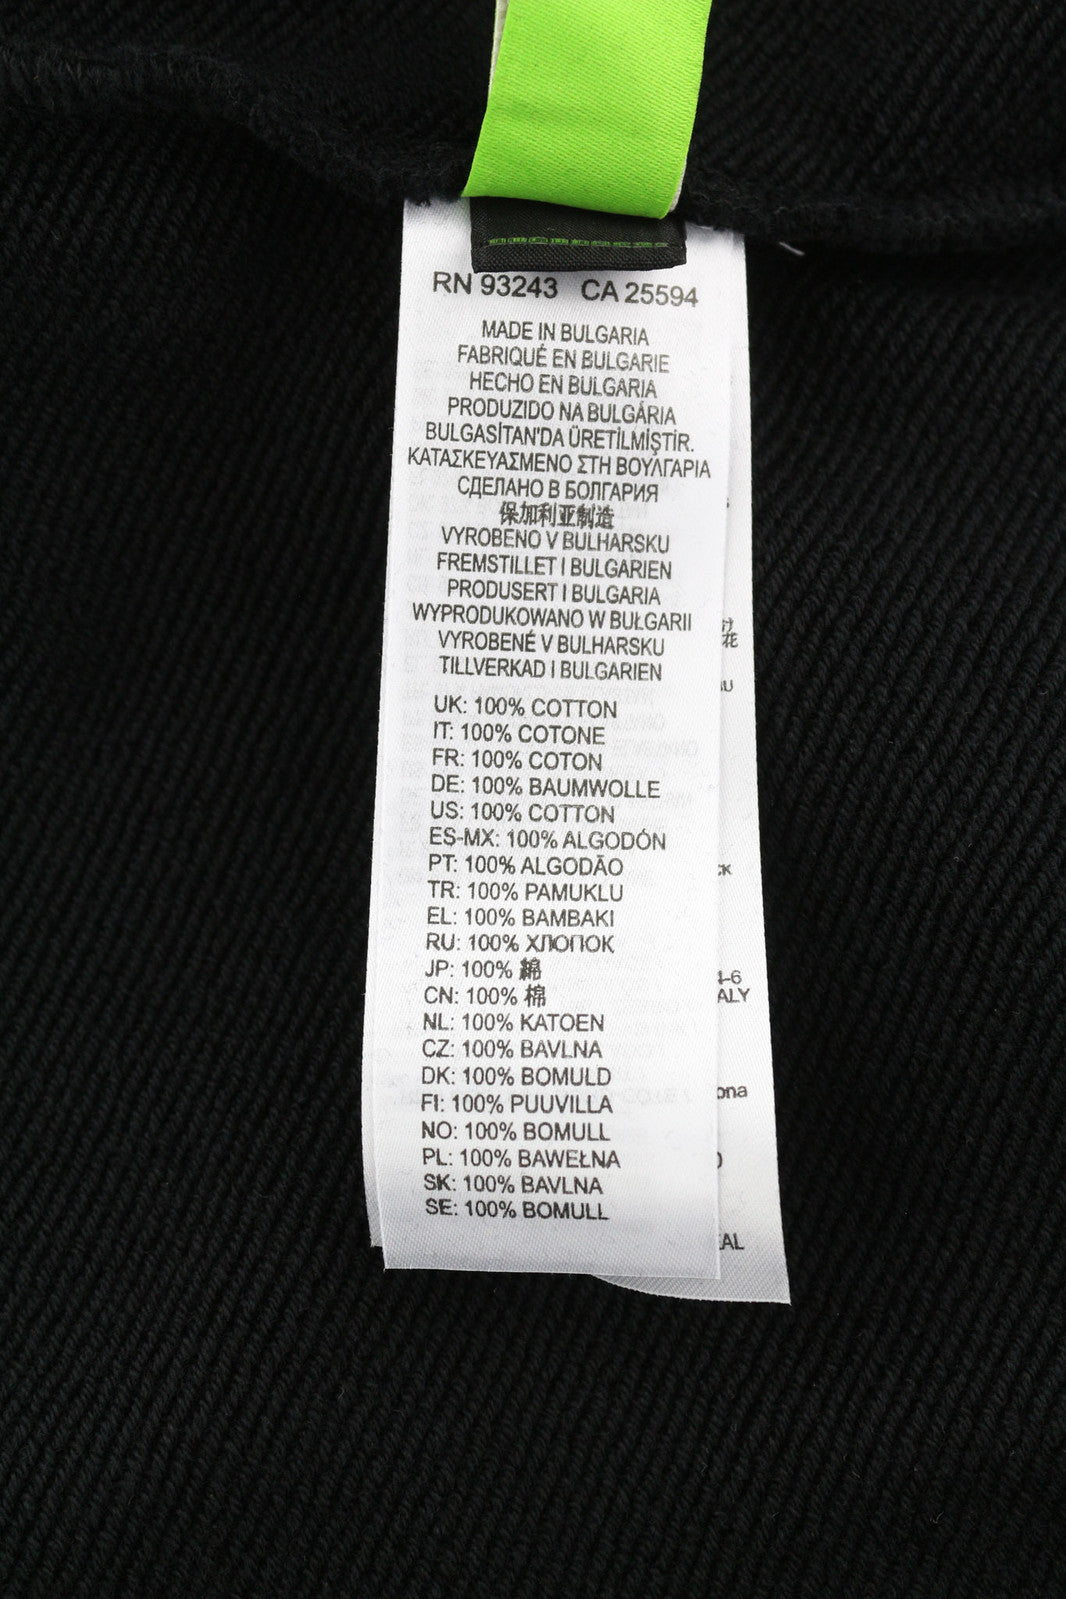 RN 93243 CA 25594
MADE IN BULGARIA
FABRIQUÉ EN BULGARIE
HECHO EN BULGARIA
PRODUZIDO NA BULGÁRIA
BULGASİTAN'DA ÜRETİLMİŞTİR.
ΚΑΤΑΣΚΕΥΑΣΜΕΝΟ ΣΤΗ ΒΟΥΛΓΑΡΙΑ
СДЕЛАНО В БОЛГАРИЯ
保加利亚制造
VYROBENO V BULHARSKU
FREMSTILLET I BULGARIEN
PRODUSERT I BULGARIA
WYPRODUKOWANO W BUŁGARII
VYROBENÉ V BULHARSKU
TILLVERKAD I BULGARIEN
UK: 100% COTTON
IT: 100% COTONE
FR: 100% COTON
DE: 100% BAUMWOLLE
US: 100% COTTON
ES-MX: 100% ALGODÓN
PT: 100% ALGODÃO
TR: 100% PAMUKLU
EL: 100% ΒΑΜΒΑΚΙ
RU: 100% ХЛОПОК
JP: 100% 綿
CN: 100% 棉
NL: 100% KATOEN
CZ: 100% BAVLNA
DK: 100% BOMULD
FI: 100% PUUVILLA
NO: 100% BOMULL
PL: 100% BAWEŁNA
SK: 100% BAVLNA
SE: 100% BOMULL